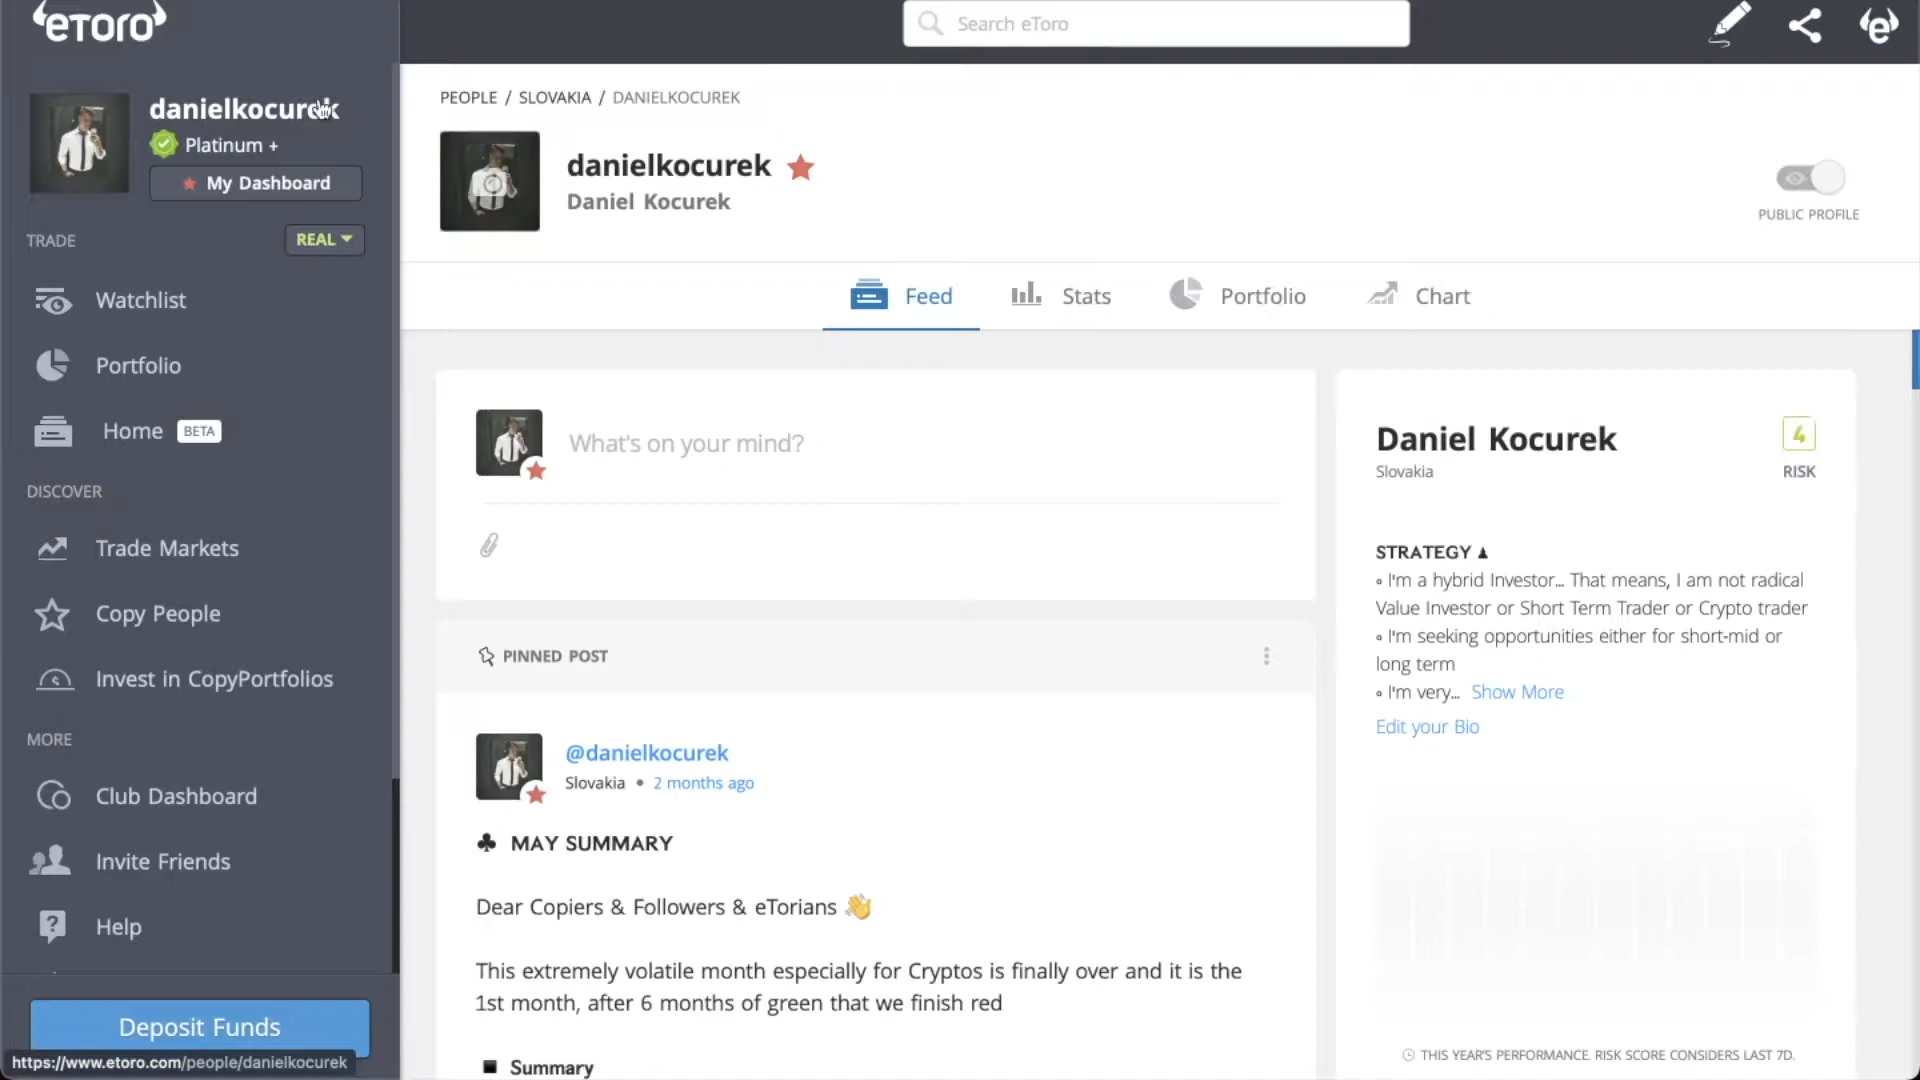 eToro
Search eToro
danielkocurek
Platinum +
My Dashboard
TRADE
REAL
Watchlist
Portfolio
Home BETA
DISCOVER
Trade Markets
Copy People
Invest in CopyPortfolios
MORE
Club Dashboard
Invite Friends
Help
Deposit Funds
https://www.etoro.com/people/danielkocurek
PEOPLE / SLOVAKIA / DANIELKOCUREK
danielkocurek
Daniel Kocurek
PUBLIC PROFILE
Feed Stats Portfolio Chart
What's on your mind?
PINNED POST
@danielkocurek
Slovakia • 2 months ago
♣ MAY SUMMARY
Dear Copiers & Followers & eTorians 👋
This extremely volatile month especially for Cryptos is finally over and it is the
1st month, after 6 months of green that we finish red
■ Summary
Daniel Kocurek
4
Slovakia
RISK
STRATEGY ♟
◦ I'm a hybrid Investor... That means, I am not radical
Value Investor or Short Term Trader or Crypto trader
◦ I'm seeking opportunities either for short-mid or
long term
◦ I'm very... Show More
Edit your Bio
THIS YEAR'S PERFORMANCE. RISK SCORE CONSIDERS LAST 7D.